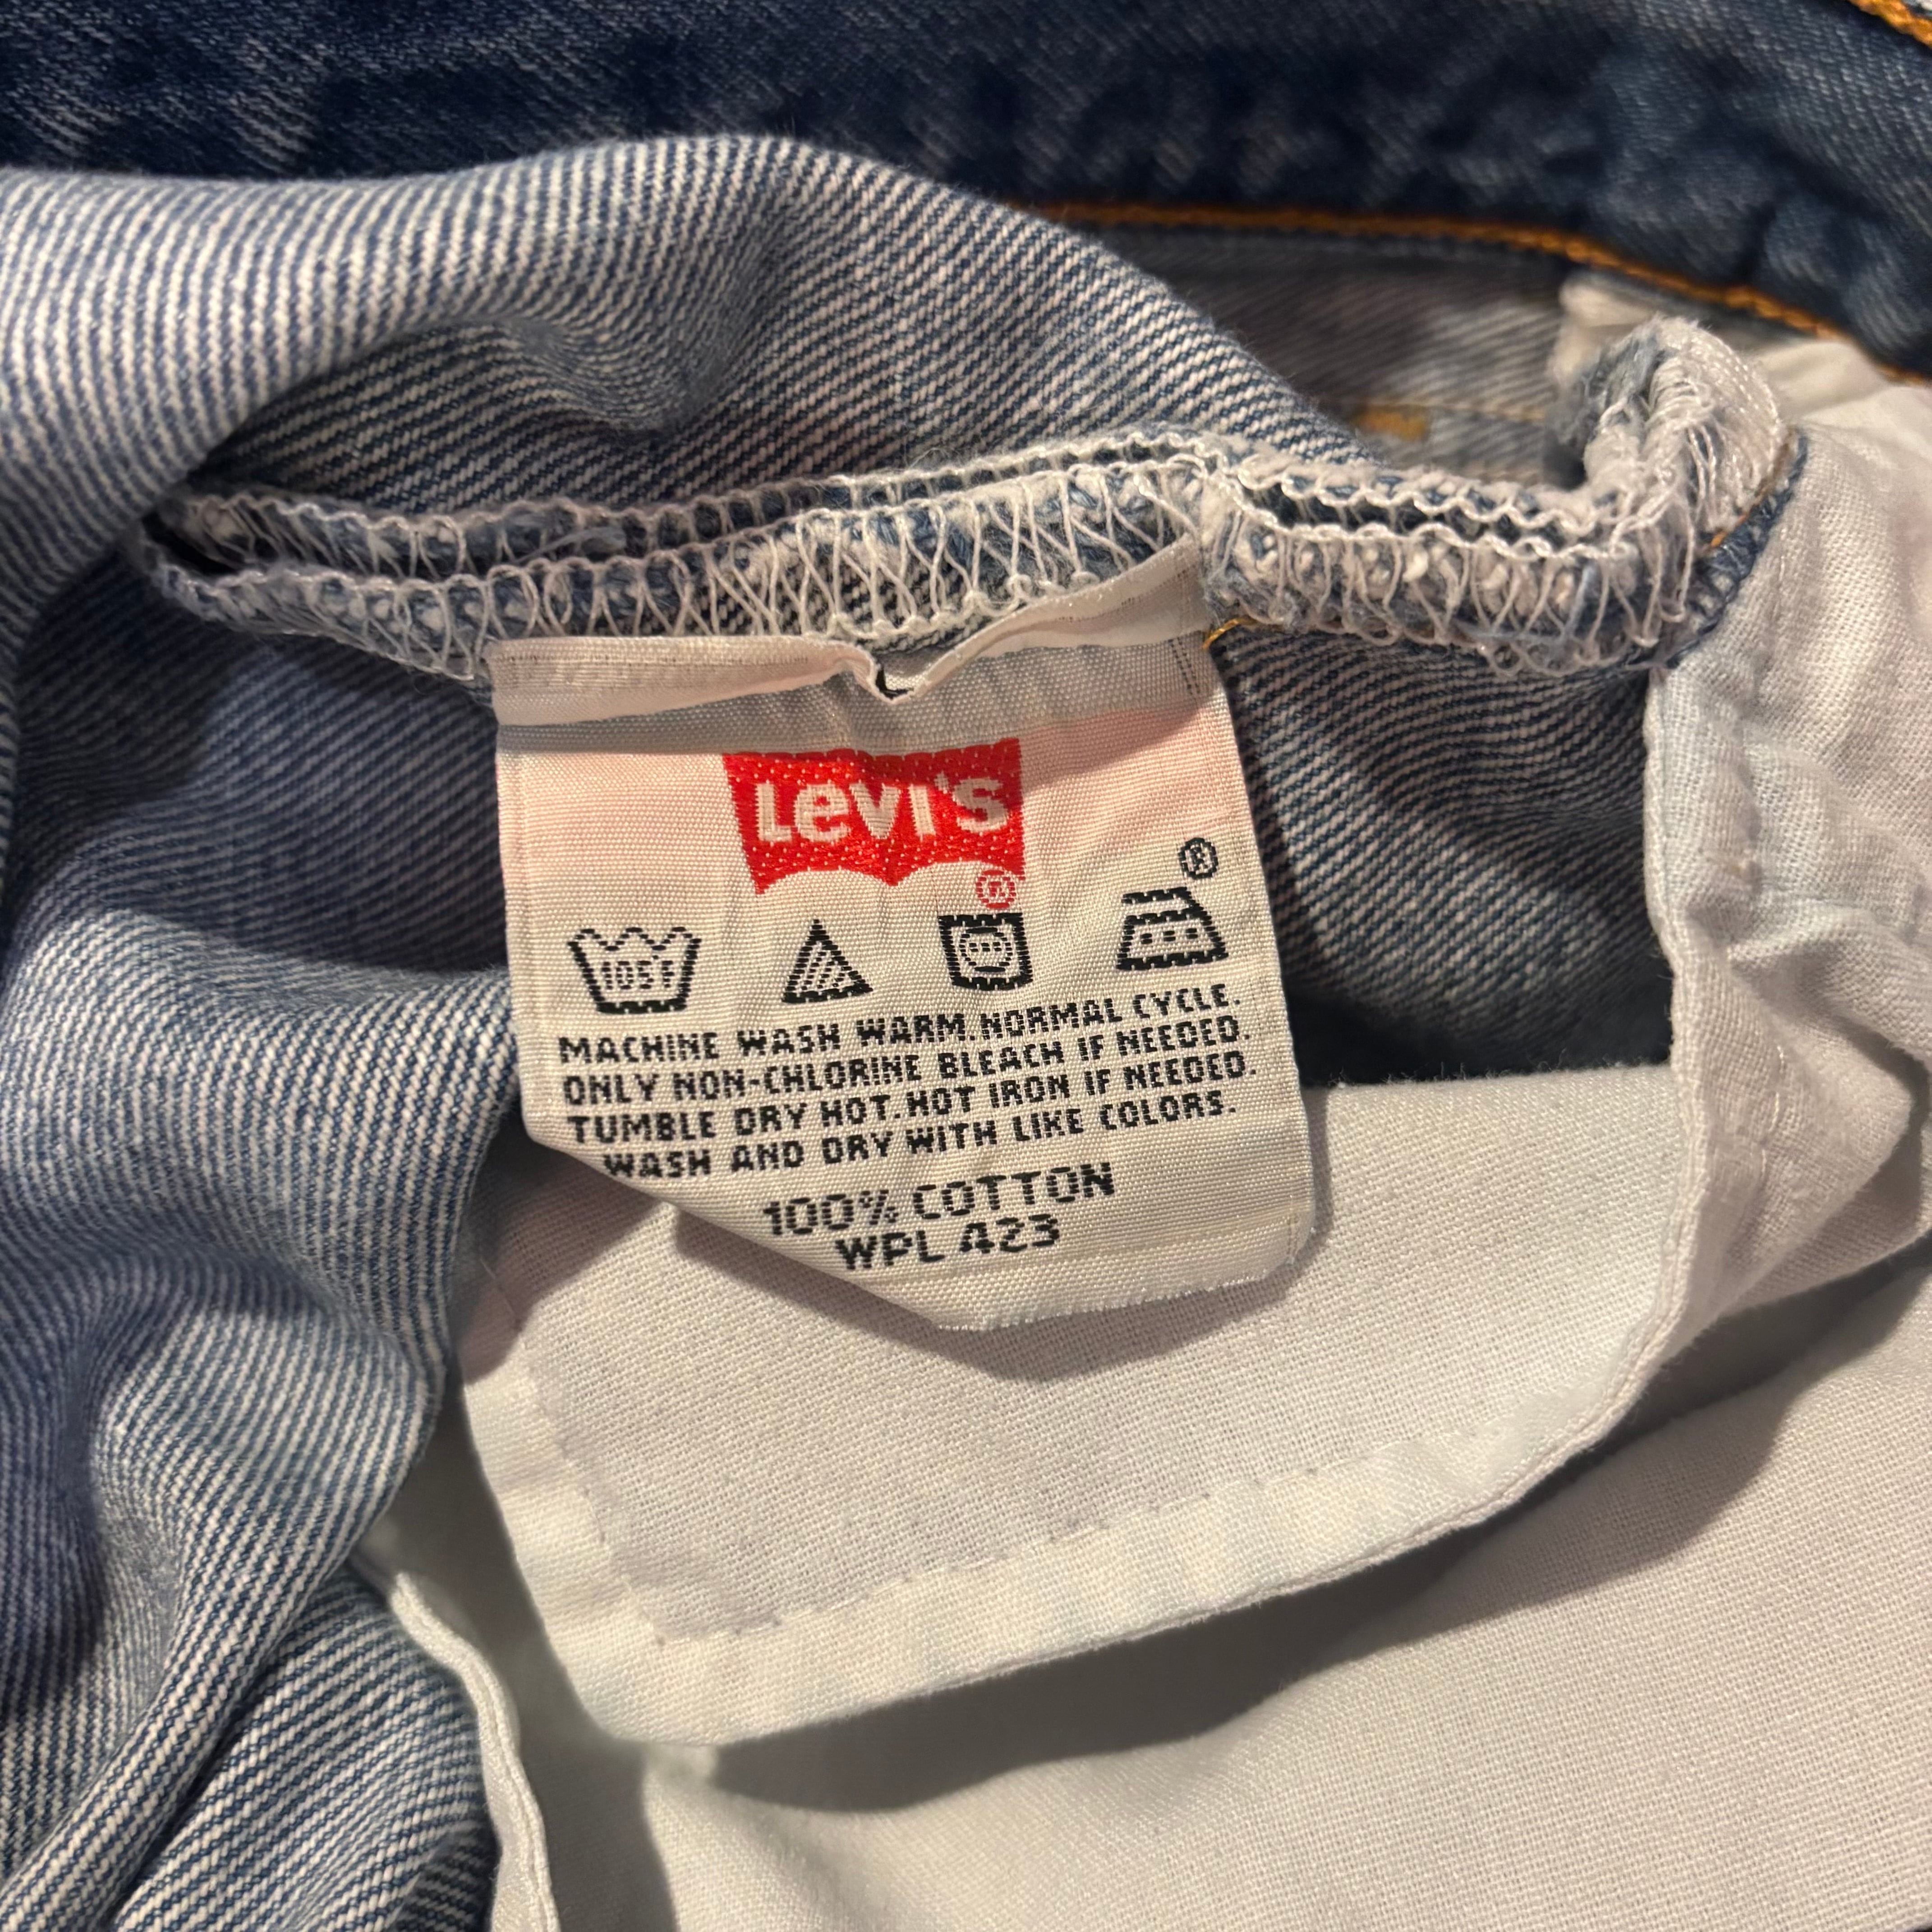 LEVI'S
®
®
105F
MACHINE WASH WARM. NORMAL CYCLE.
ONLY NON-CHLORINE BLEACH IF NEEDED.
TUMBLE DRY HOT. HOT IRON IF NEEDED.
WASH AND DRY WITH LIKE COLORS.
100% COTTON
WPL 423